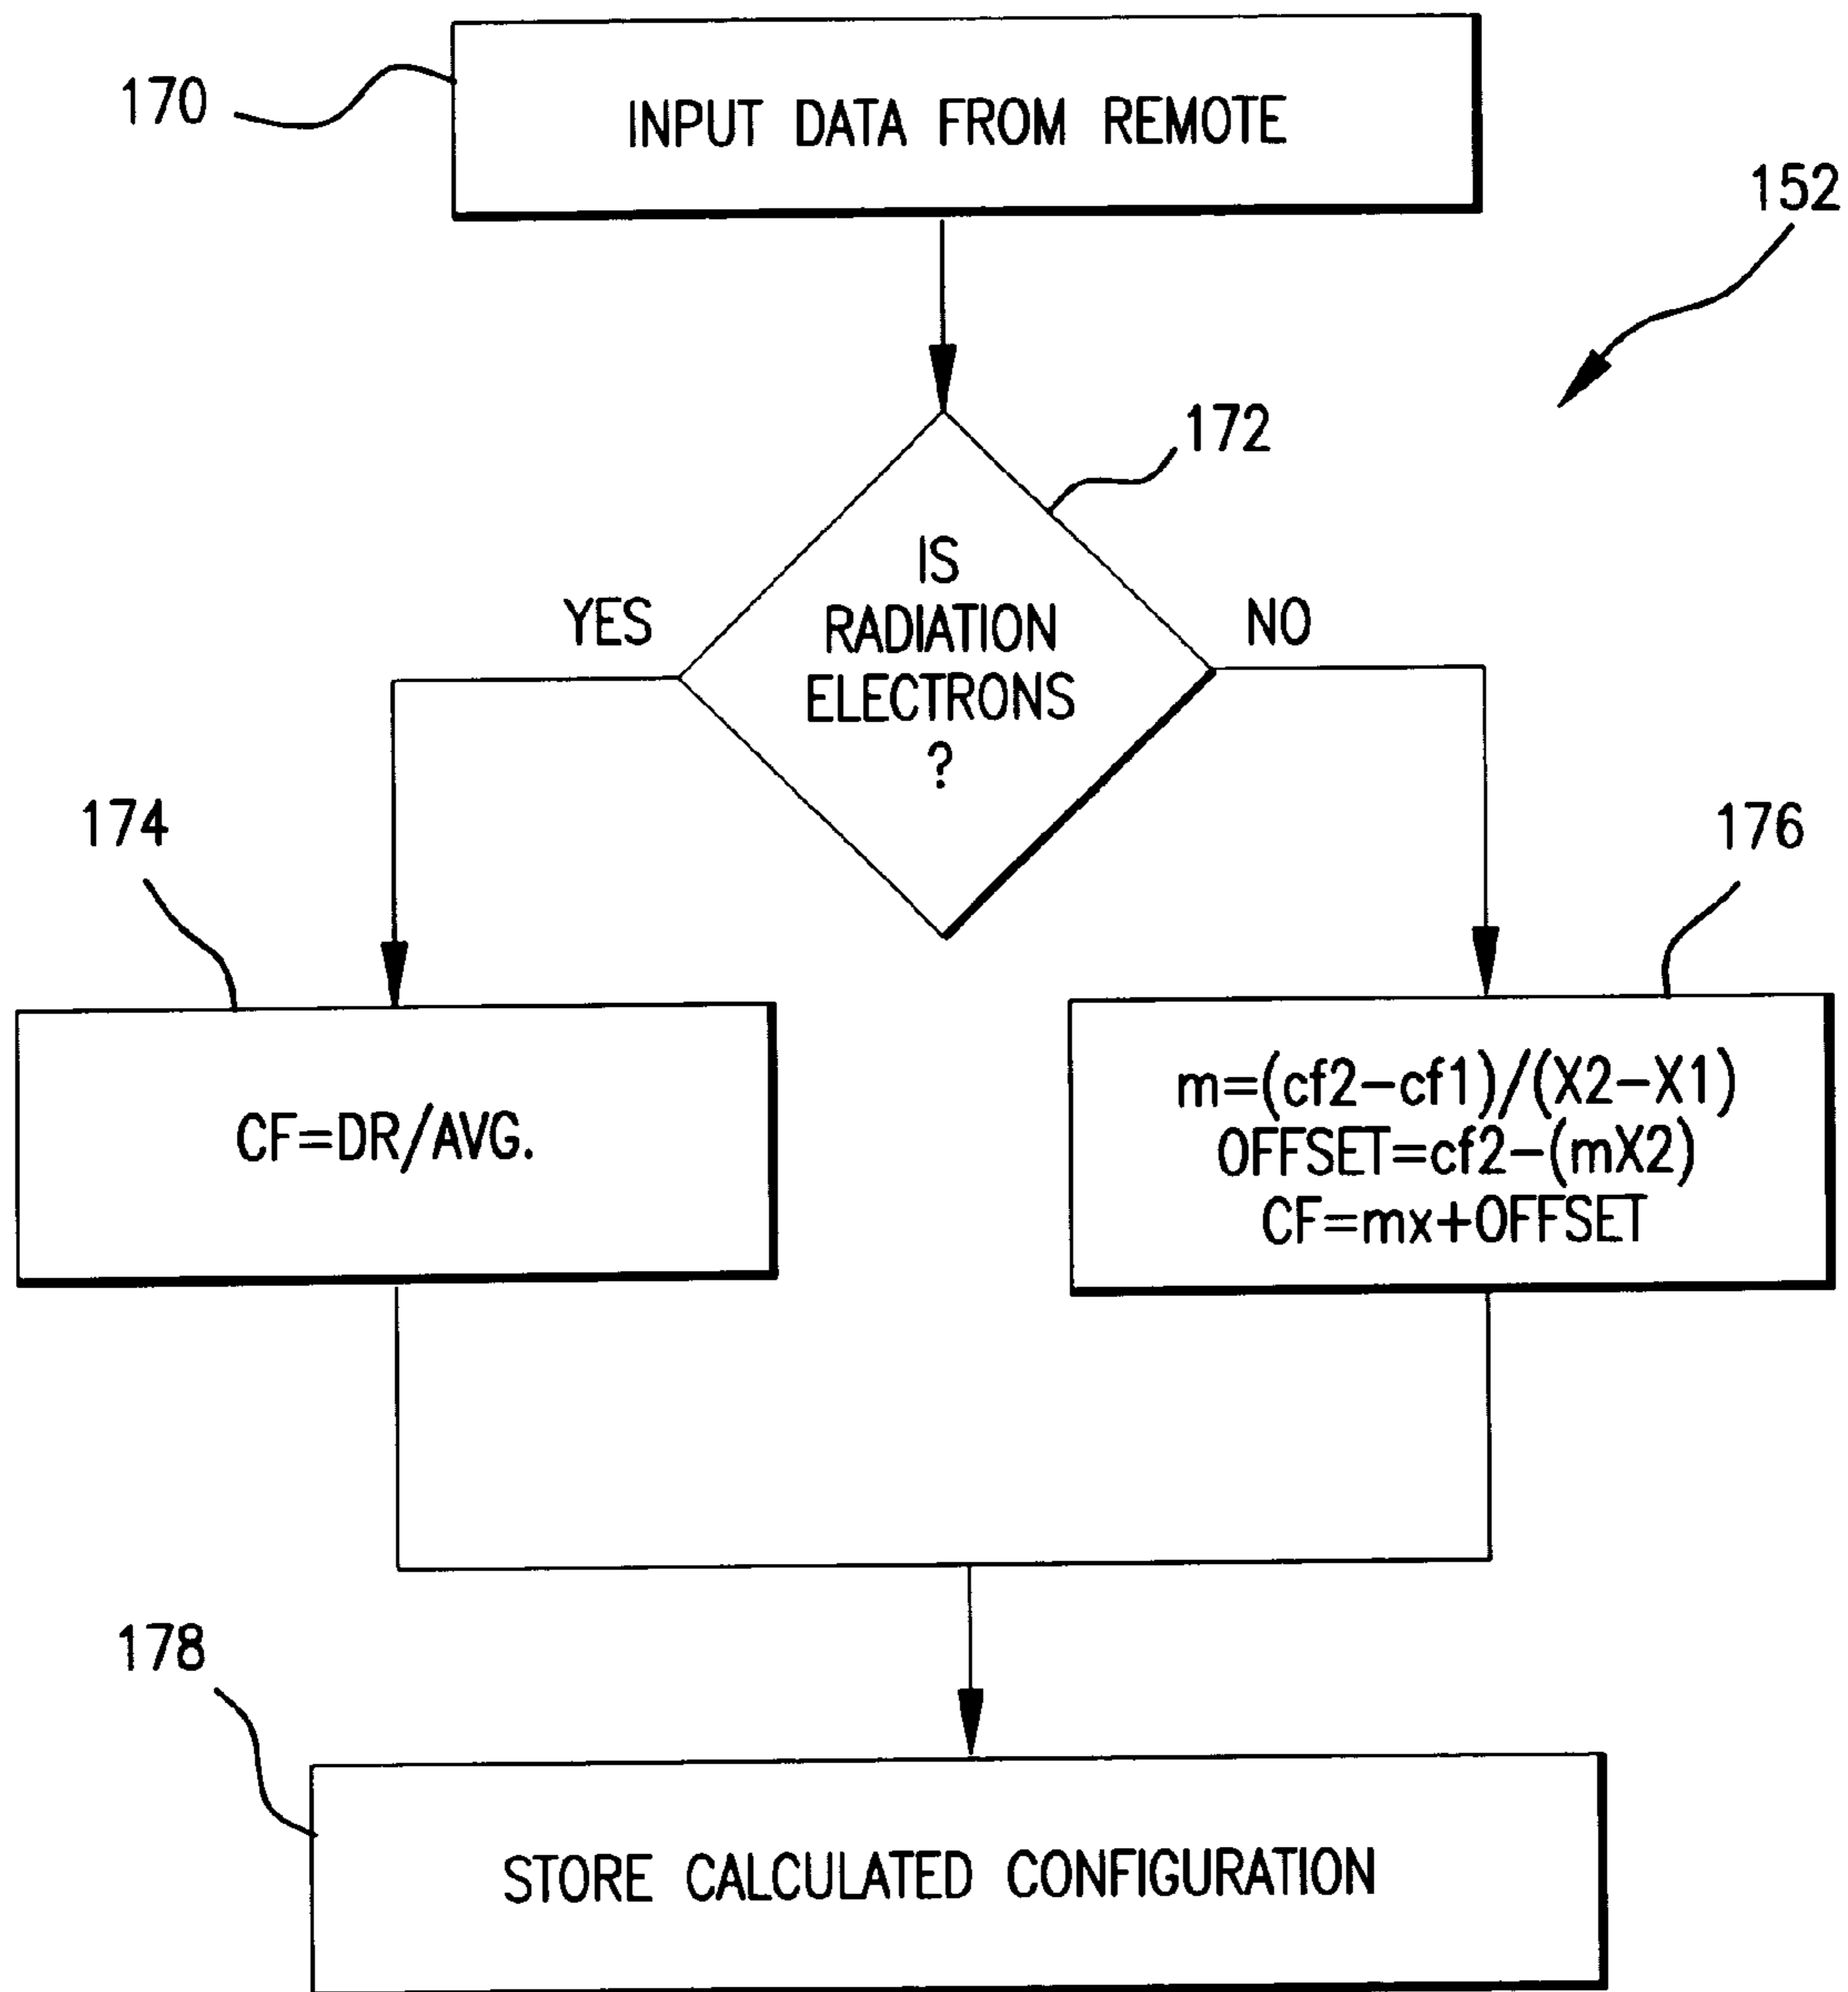 170
INPUT DATA FROM REMOTE
152
172
IS
RADIATION
ELECTRONS
?
YES
NO
174
176
CF=DR/AVG.
m=(cf2-cf1)/(X2-X1)
OFFSET=cf2-(mX2)
CF=mx+OFFSET
178
STORE CALCULATED CONFIGURATION